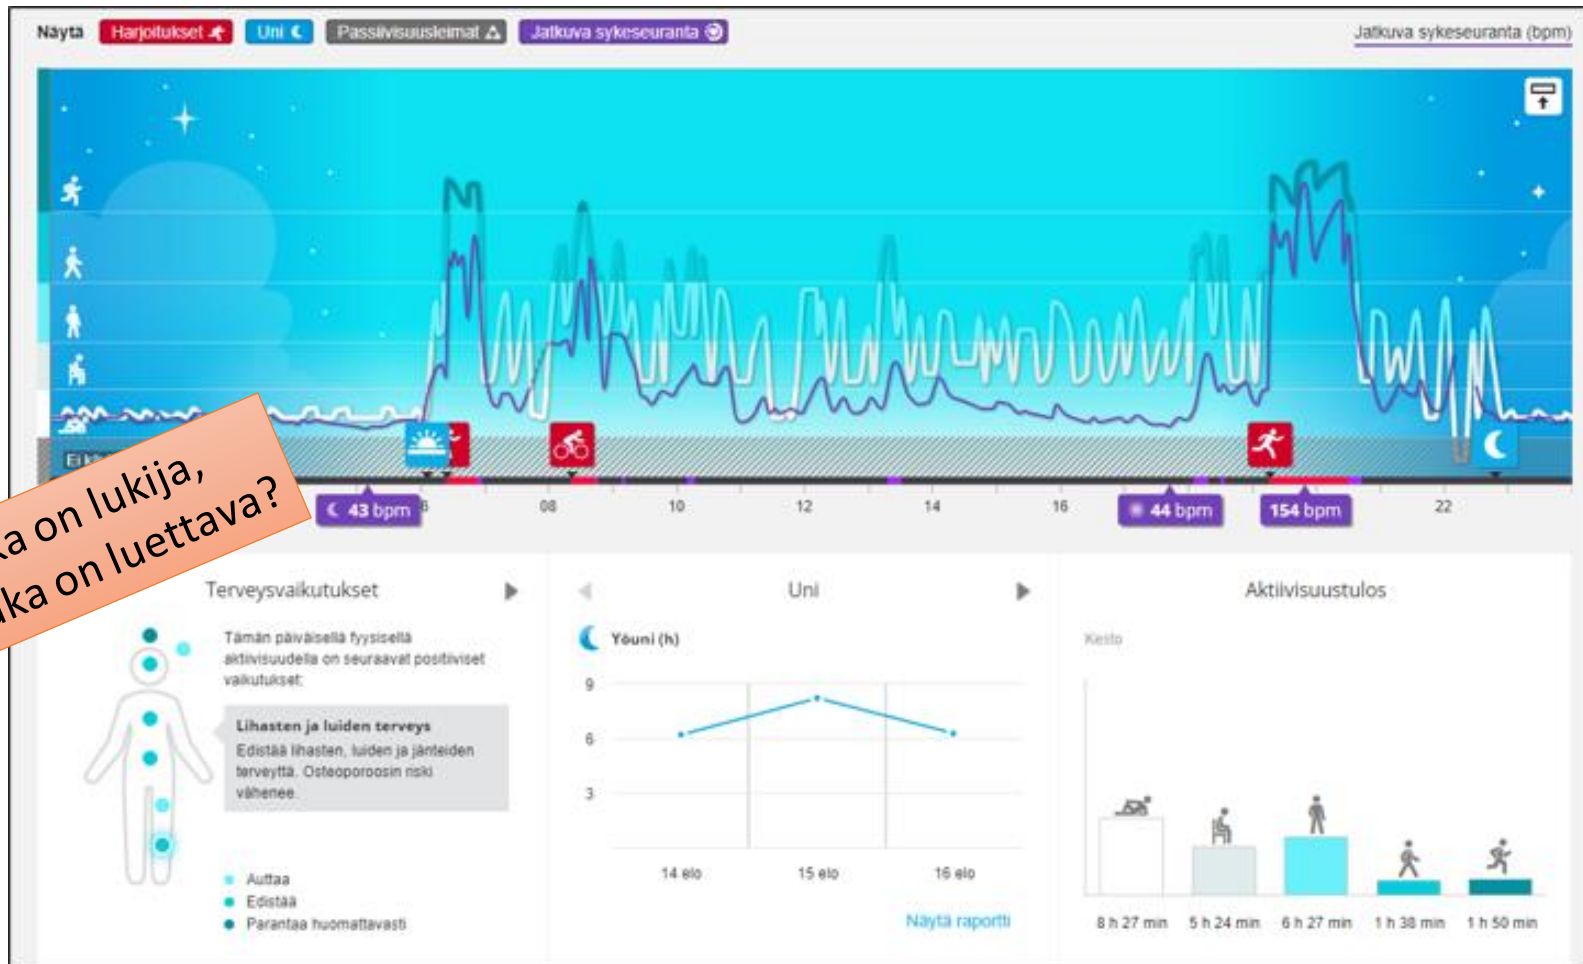 Näytä Harjoitukset Uni Passiivisuusleimat Jatkuva sykeseuranta Jatkuva sykeseuranta (bpm)
on lukija,
on luettava?
43 bpm 08 10 12 14 16 44 bpm 154 bpm 22
Terveysvaikutukset
Tämän päiväisellä fyysisellä
aktiivisuudella on seuraavat positiiviset
vaikutukset:
Lihasten ja luiden terveys
Edistää lihasten, luiden ja jänteiden
terveyttä. Osteoporoosin riski
vähenee.
Auttaa
Edistää
Parantaa huomattavasti
Uni
Yöuni (h)
9
6
3
14 elo 15 elo 16 elo
Näytä raportti
Aktiivisuustulos
Kesto
8 h 27 min 5 h 24 min 6 h 27 min 1 h 38 min 1 h 50 min